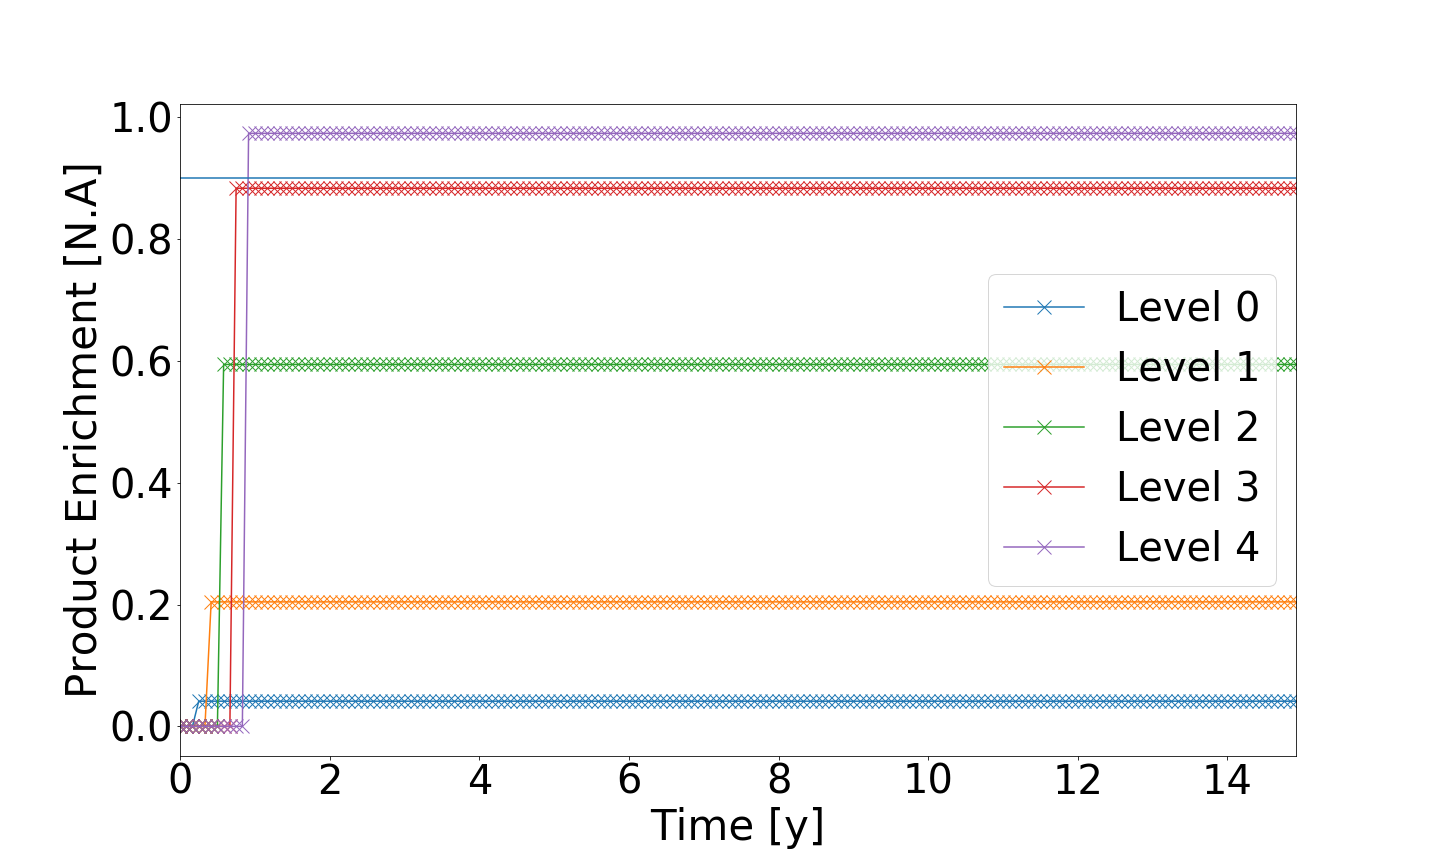 1.0
0.8
0.6
0.4
0.2
0.0
Product Enrichment [N.A]
0 2 4 6 8 10 12 14
Time [y]
Level 0
Level 1
Level 2
Level 3
Level 4